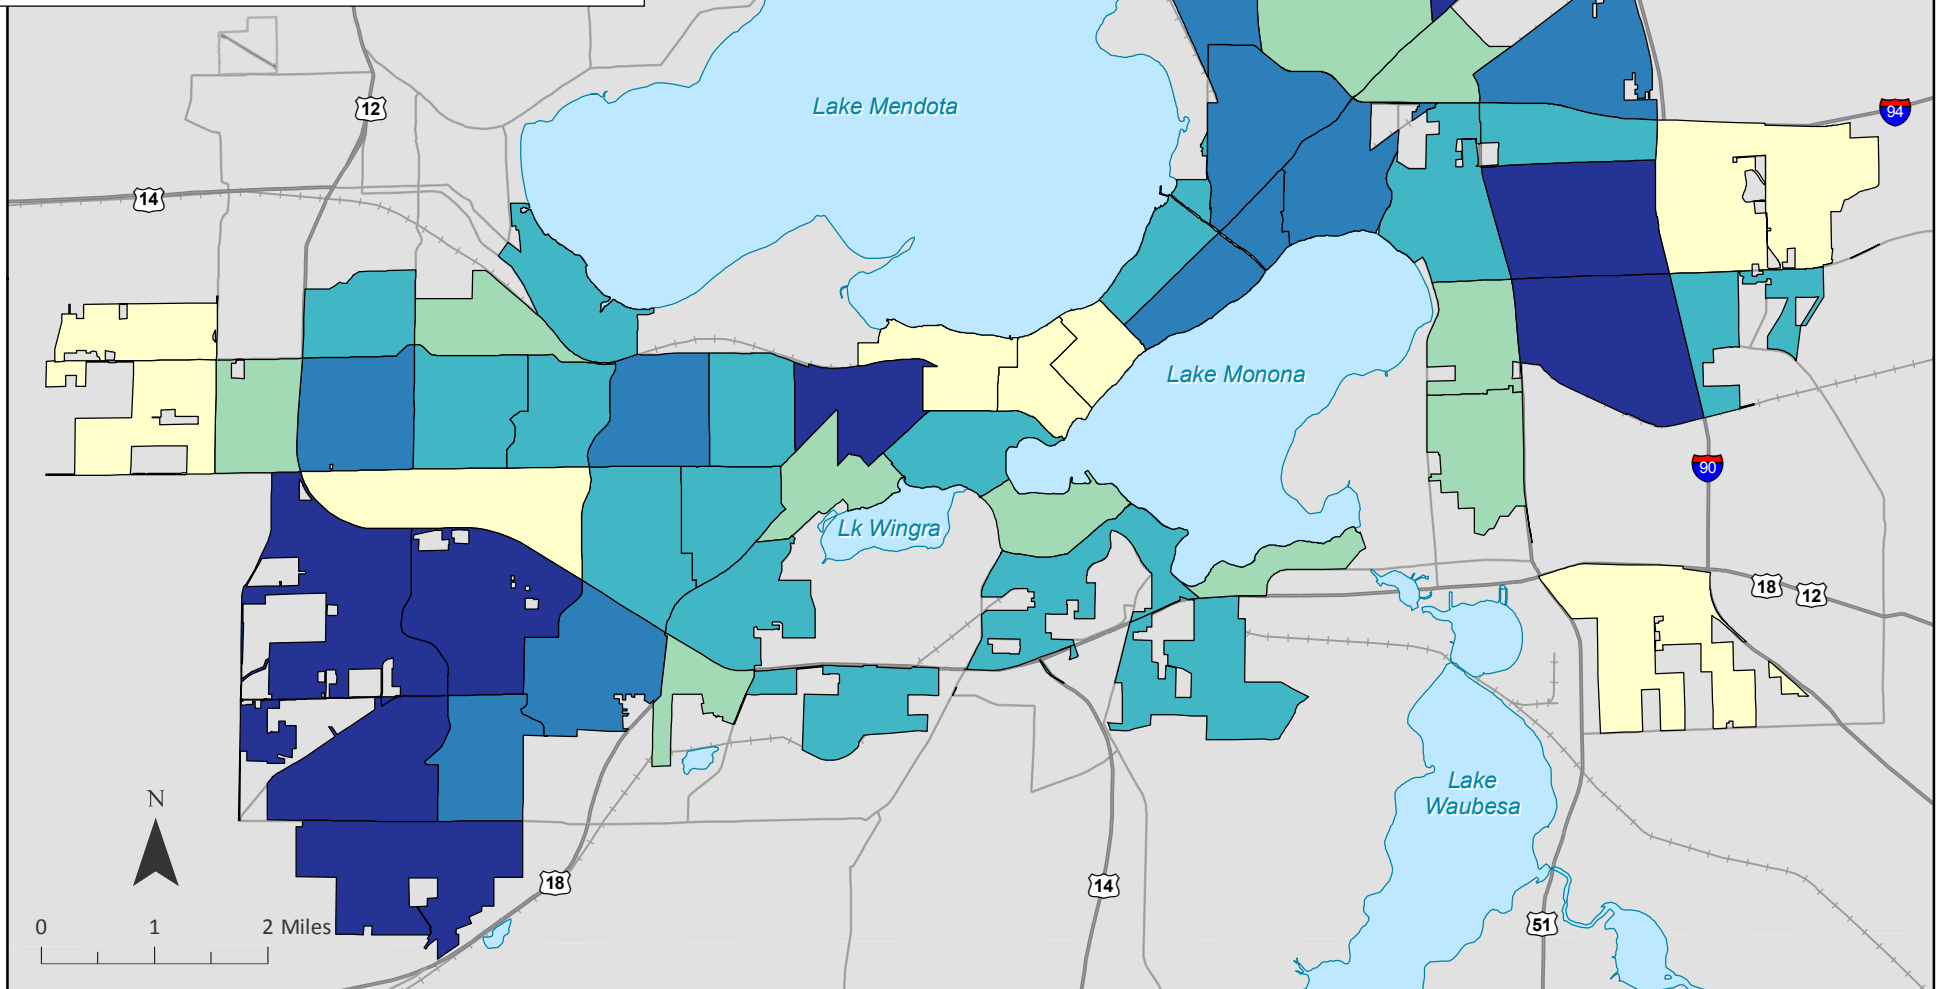 Lake Mendota
12
94
14
Lake Monona
90
Lk Wingra
18
12
Lake
Waubesa
N
18
14
51
0
1
2 Miles